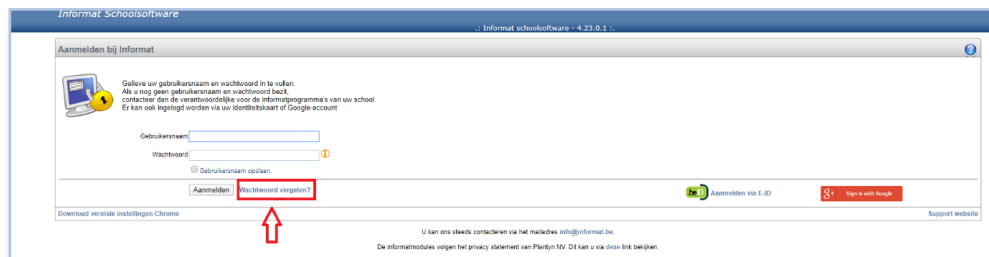 Informat Schoolsoftware
.: Informat schoolsoftware - 4.23.0.1 :.
Aanmelden bij Informat
?
Gelieve uw gebruikersnaam en wachtwoord in te vullen.
Als u nog geen gebruikersnaam en wachtwoord bezit,
contacteer dan de verantwoordelijke voor de informatprogramma's van uw school.
Er kan ook ingelogd worden via uw identiteitskaart of Google-account
Gebruikersnaam
Wachtwoord
Gebruikersnaam opslaan.
Aanmelden Wachtwoord vergeten? be Aanmelden via E-ID g+ Sign in with Google
Download vereiste instellingen Chrome Support website
U kan ons steeds contacteren via het mailadres info@informat.be.
De informatmodules volgen het privacy statement van Plantyn NV. Dit kan u via deze link bekijken.